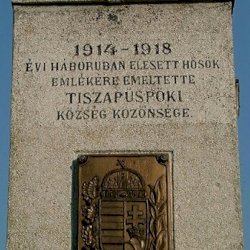 1914-1918
ÉVI HÁBORUBAN ELESETT HŐSÖK
EMLÉKÉRE EMELTETTE
TISZAPÜSPÖKI
KÖZSÉG KÖZÖNSÉGE.